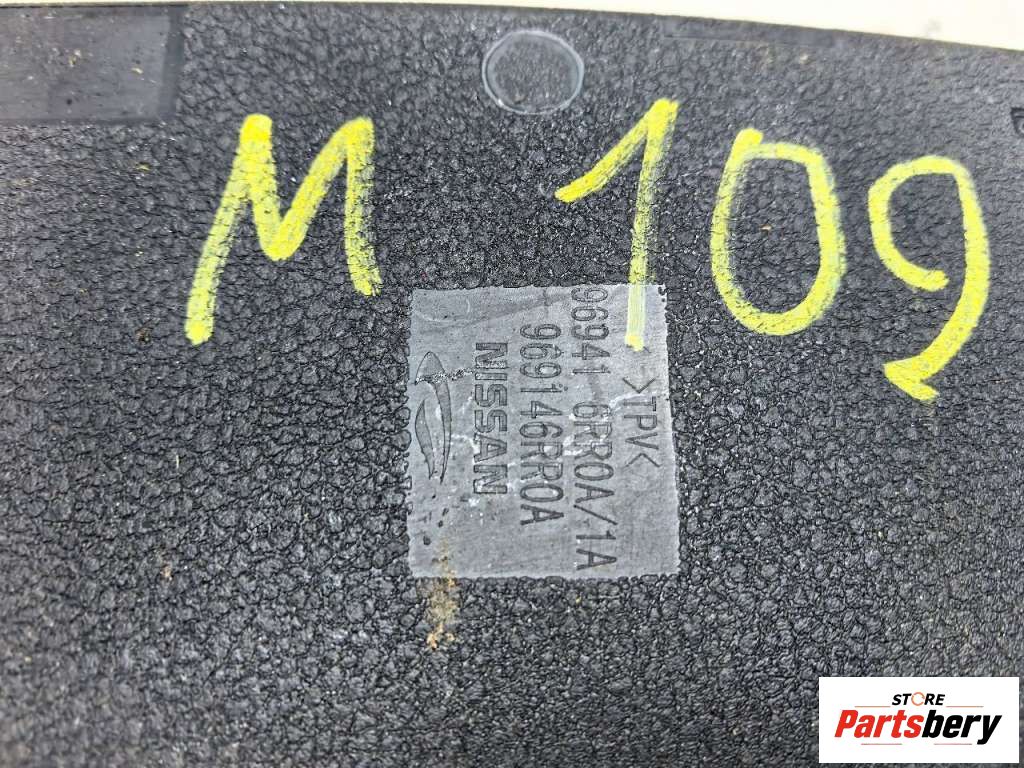 M 109
>TPV<
96941 6RR0A/1A
969146RR0A
NISSAN
STORE
Partsbery